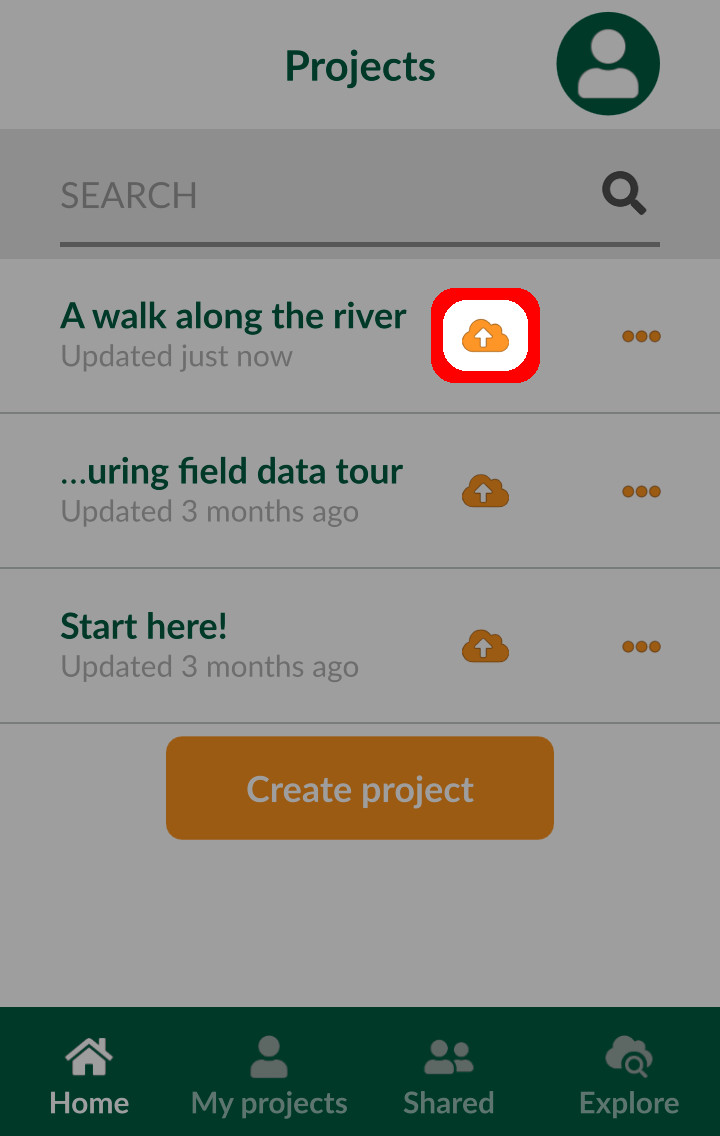 Projects
SEARCH
A walk along the river
Updated just now
...uring field data tour
Updated 3 months ago
Start here!
Updated 3 months ago
Create project
Home
My projects
Shared
Explore